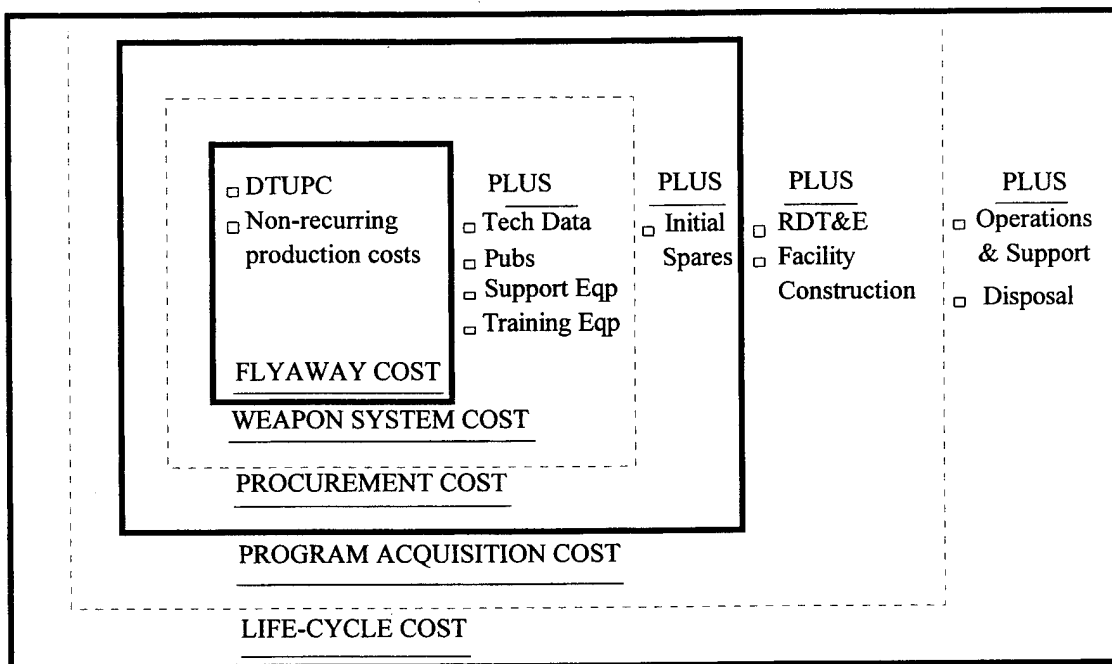 DTUPC
Non-recurring
production costs
FLYAWAY COST
PLUS
Tech Data
Pubs
Support Eqp
Training Eqp
WEAPON SYSTEM COST
PLUS
Initial
Spares
PROCUREMENT COST
PLUS
RDT&E
Facility
Construction
PROGRAM ACQUISITION COST
PLUS
Operations
& Support
Disposal
LIFE-CYCLE COST